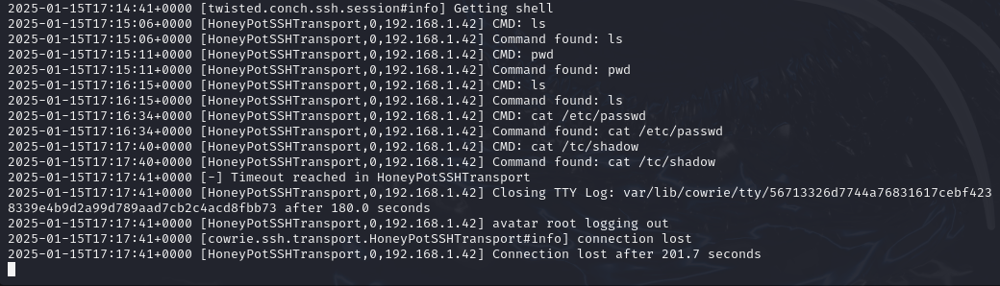 2025-01-15T17:14:41+0000 [twisted.conch.ssh.session#info] Getting shell
2025-01-15T17:15:06+0000 [HoneyPotSSHTransport,0,192.168.1.42] CMD: ls
2025-01-15T17:15:06+0000 [HoneyPotSSHTransport,0,192.168.1.42] Command found: ls
2025-01-15T17:15:11+0000 [HoneyPotSSHTransport,0,192.168.1.42] CMD: pwd
2025-01-15T17:15:11+0000 [HoneyPotSSHTransport,0,192.168.1.42] Command found: pwd
2025-01-15T17:16:15+0000 [HoneyPotSSHTransport,0,192.168.1.42] CMD: ls
2025-01-15T17:16:15+0000 [HoneyPotSSHTransport,0,192.168.1.42] Command found: ls
2025-01-15T17:16:34+0000 [HoneyPotSSHTransport,0,192.168.1.42] CMD: cat /etc/passwd
2025-01-15T17:16:34+0000 [HoneyPotSSHTransport,0,192.168.1.42] Command found: cat /etc/passwd
2025-01-15T17:17:40+0000 [HoneyPotSSHTransport,0,192.168.1.42] CMD: cat /tc/shadow
2025-01-15T17:17:40+0000 [HoneyPotSSHTransport,0,192.168.1.42] Command found: cat /tc/shadow
2025-01-15T17:17:41+0000 [-] Timeout reached in HoneyPotSSHTransport
2025-01-15T17:17:41+0000 [HoneyPotSSHTransport,0,192.168.1.42] Closing TTY Log: var/lib/cowrie/tty/56713326d7744a76831617cebf423
8339e4b9d2a99d789aad7cb2c4acd8fbb73 after 180.0 seconds
2025-01-15T17:17:41+0000 [HoneyPotSSHTransport,0,192.168.1.42] avatar root logging out
2025-01-15T17:17:41+0000 [cowrie.ssh.transport.HoneyPotSSHTransport#info] connection lost
2025-01-15T17:17:41+0000 [HoneyPotSSHTransport,0,192.168.1.42] Connection lost after 201.7 seconds